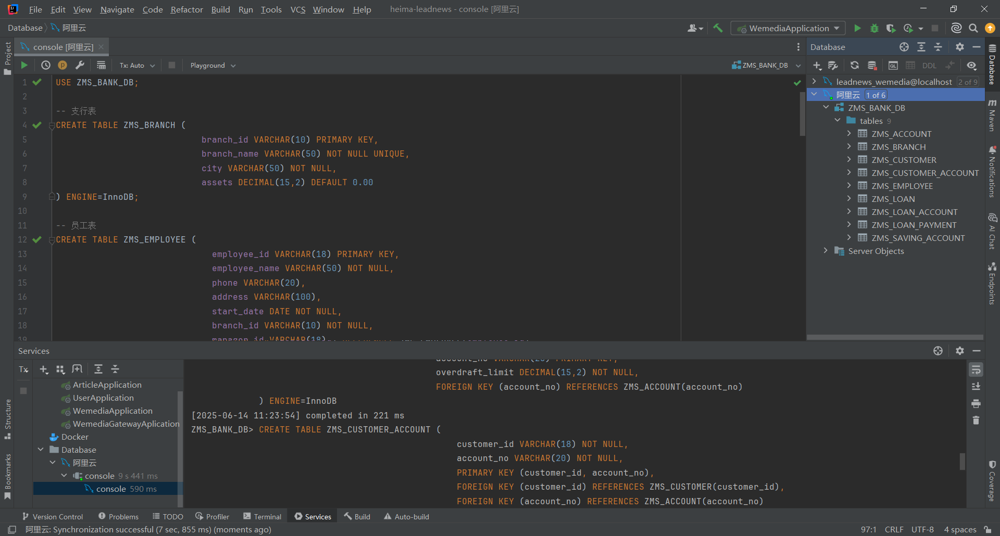 File Edit View Navigate Code Refactor Build Run Tools VCS Window Help heima-leadnews - console [阿里云]
Database 阿里云 WemediaApplication
Project
console [阿里云]
Tx: Auto Playground ZMS_BANK_DB
1 USE ZMS_BANK_DB;
2
3 -- 支行表
4 CREATE TABLE ZMS_BRANCH (
5 branch_id VARCHAR(10) PRIMARY KEY,
6 branch_name VARCHAR(50) NOT NULL UNIQUE,
7 city VARCHAR(50) NOT NULL,
8 assets DECIMAL(15,2) DEFAULT 0.00
9 ) ENGINE=InnoDB;
10
11 -- 员工表
12 CREATE TABLE ZMS_EMPLOYEE (
13 employee_id VARCHAR(18) PRIMARY KEY,
14 employee_name VARCHAR(50) NOT NULL,
15 phone VARCHAR(20),
16 address VARCHAR(100),
17 start_date DATE NOT NULL,
18 branch_id VARCHAR(10) NOT NULL,
19 manager_id VARCHAR(18)
Database
DDL
leadnews_wemedia@localhost 2 of 9
阿里云 1 of 6
ZMS_BANK_DB
tables 9
ZMS_ACCOUNT
ZMS_BRANCH
ZMS_CUSTOMER
ZMS_CUSTOMER_ACCOUNT
ZMS_EMPLOYEE
ZMS_LOAN
ZMS_LOAN_ACCOUNT
ZMS_LOAN_PAYMENT
ZMS_SAVING_ACCOUNT
Server Objects
Database
Maven
Notifications
AI Chat
Endpoints
Coverage
Services
Tx
ArticleApplication
UserApplication
WemediaApplication
WemediaGatewayAplication
Docker
Database
阿里云
console 9 s 441 ms
console 590 ms
Structure
Bookmarks
account_no VARCHAR(20) PRIMARY KEY,
overdraft_limit DECIMAL(15,2) NOT NULL,
FOREIGN KEY (account_no) REFERENCES ZMS_ACCOUNT(account_no)
) ENGINE=InnoDB
[2025-06-14 11:23:54] completed in 221 ms
ZMS_BANK_DB> CREATE TABLE ZMS_CUSTOMER_ACCOUNT (
customer_id VARCHAR(18) NOT NULL,
account_no VARCHAR(20) NOT NULL,
PRIMARY KEY (customer_id, account_no),
FOREIGN KEY (customer_id) REFERENCES ZMS_CUSTOMER(customer_id),
FOREIGN KEY (account_no) REFERENCES ZMS_ACCOUNT(account_no)
Version Control Problems TODO Profiler Terminal Services Build Auto-build
阿里云: Synchronization successful (7 sec, 855 ms) (moments ago) 97:1 CRLF UTF-8 4 spaces